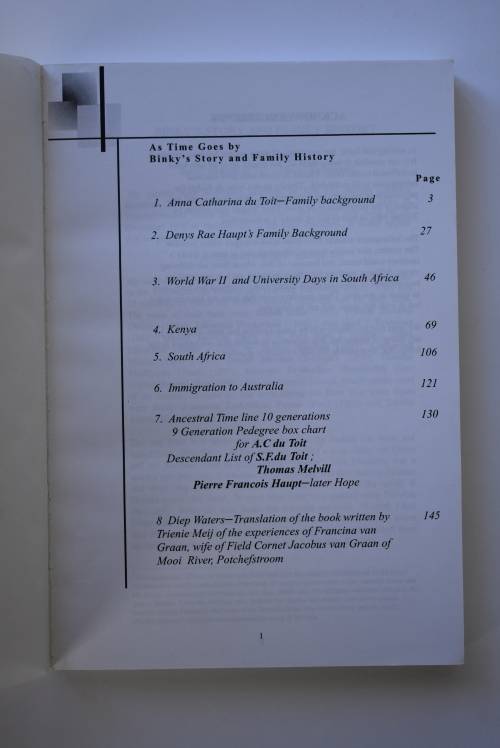 As Time Goes by
Binky's Story and Family History
Page
1. Anna Catharina du Toit—Family background 3
2. Denys Rae Haupt's Family Background 27
3. World War II and University Days in South Africa 46
4. Kenya 69
5. South Africa 106
6. Immigration to Australia 121
7. Ancestral Time line 10 generations 130
9 Generation Pedegree box chart
for A.C du Toit
Descendant List of S.F.du Toit ;
Thomas Melvill
Pierre Francois Haupt—later Hope
8 Diep Waters—Translation of the book written by 145
Trienie Meij of the experiences of Francina van
Graan, wife of Field Cornet Jacobus van Graan of
Mooi River, Potchefstroom
1